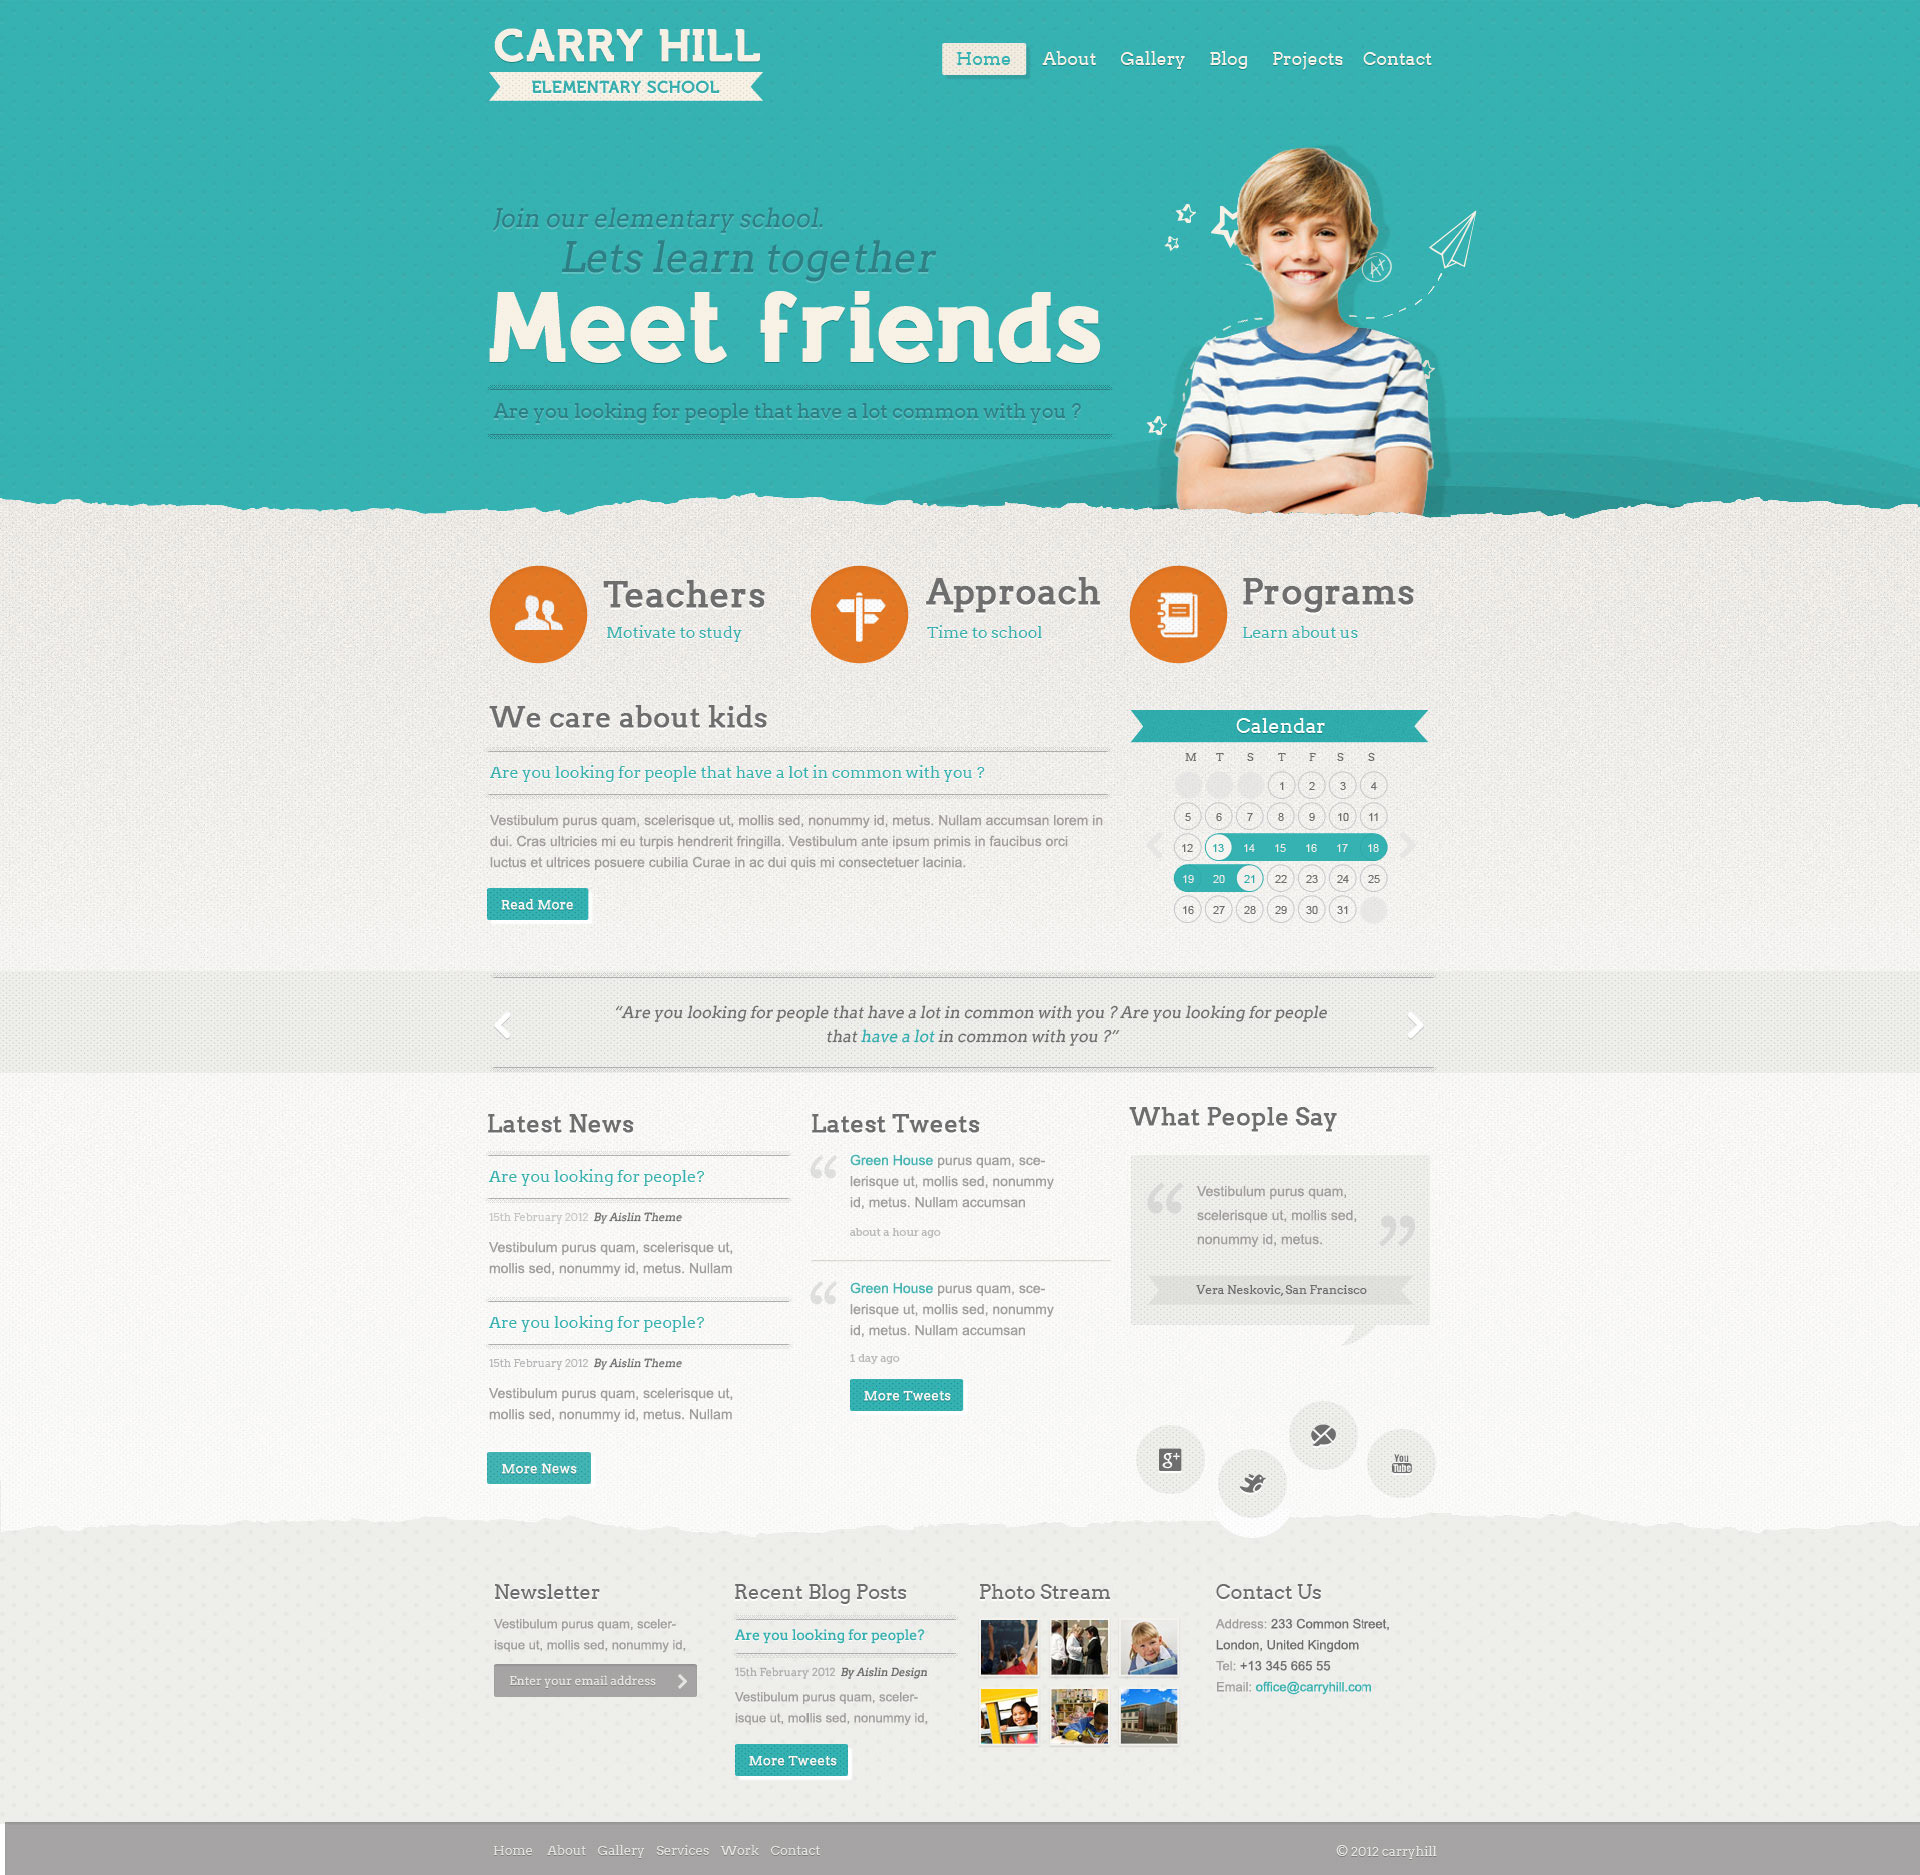 CARRY HILL
ELEMENTARY SCHOOL
Home About Gallery Blog Projects Contact
Join our elementary school.
Lets learn together
Meet friends
Are you looking for people that have a lot common with you ?
A+
Teachers
Motivate to study
Approach
Time to school
Programs
Learn about us
We care about kids
Are you looking for people that have a lot in common with you ?
Vestibulum purus quam, scelerisque ut, mollis sed, nonummy id, metus. Nullam accumsan lorem in
dui. Cras ultricies mi eu turpis hendrerit fringilla. Vestibulum ante ipsum primis in faucibus orci
luctus et ultrices posuere cubilia Curae in ac dui quis mi consectetuer lacinia.
Read More
Calendar
M T S T F S S
1 2 3 4
5 6 7 8 9 10 11
12 13 14 15 16 17 18
19 20 21 22 23 24 25
16 27 28 29 30 31
“Are you looking for people that have a lot in common with you ? Are you looking for people
that have a lot in common with you ?”
Latest News
Are you looking for people?
15th February 2012 By Aislin Theme
Vestibulum purus quam, scelerisque ut,
mollis sed, nonummy id, metus. Nullam
Are you looking for people?
15th February 2012 By Aislin Theme
Vestibulum purus quam, scelerisque ut,
mollis sed, nonummy id, metus. Nullam
More News
Latest Tweets
“ Green House purus quam, sce-
lerisque ut, mollis sed, nonummy
id, metus. Nullam accumsan
about a hour ago
“ Green House purus quam, sce-
lerisque ut, mollis sed, nonummy
id, metus. Nullam accumsan
1 day ago
More Tweets
What People Say
“ Vestibulum purus quam,
scelerisque ut, mollis sed,
nonummy id, metus. ”
Vera Neskovic, San Francisco
g+
You
Tube
Newsletter
Vestibulum purus quam, sceler-
isque ut, mollis sed, nonummy id,
Enter your email address
Recent Blog Posts
Are you looking for people?
15th February 2012 By Aislin Design
Vestibulum purus quam, sceler-
isque ut, mollis sed, nonummy id,
More Tweets
Photo Stream
Contact Us
Address: 233 Common Street,
London, United Kingdom
Tel: +13 345 665 55
Email: office@carryhill.com
Home About Gallery Services Work Contact
© 2012 carryhill